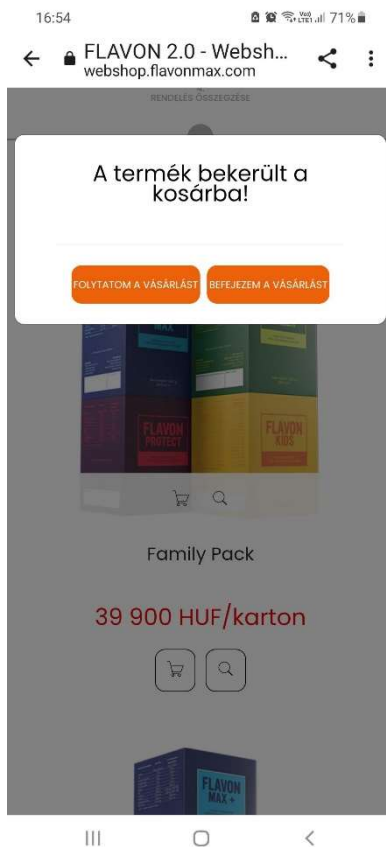 16:54
71%
FLAVON 2.0 - Websh...
webshop.flavonmax.com
RENDELÉS ÖSSZEGZÉSE
A termék bekerült a
kosárba!
FOLYTATOM A VÁSÁRLÁST
BEFEJEZEM A VÁSÁRLÁST
MAX
FLAVON
PROTECT
FLAVON
KIDS
Family Pack
39 900 HUF/karton
FLAVON
MAX +